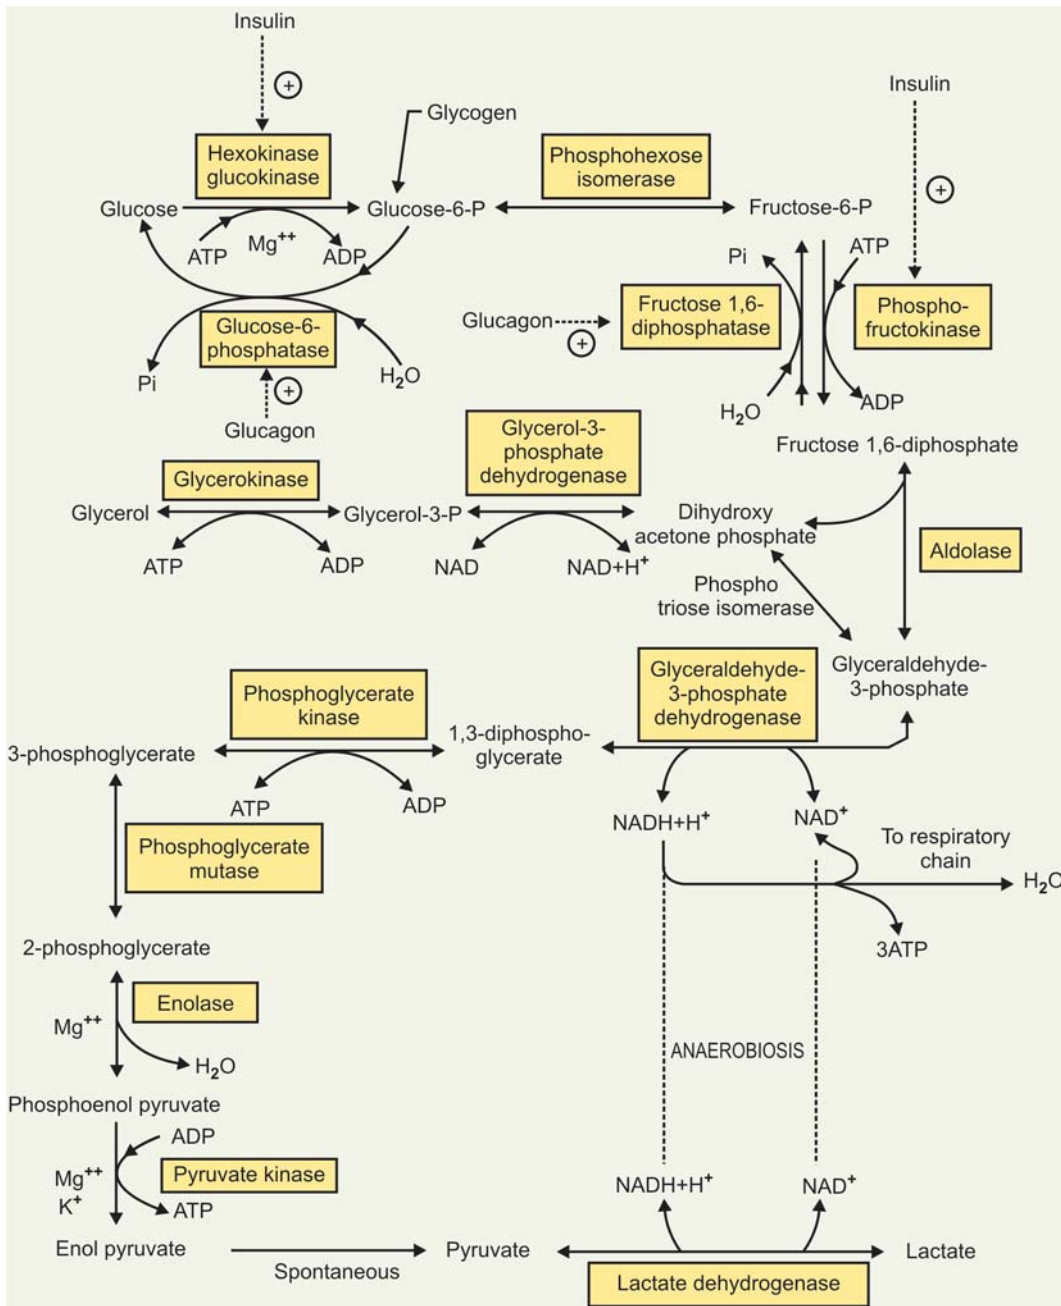 Insulin
+
Hexokinase
glucokinase
Glycogen
Phosphohexose
isomerase
Insulin
+
Glucose
Glucose-6-P
Fructose-6-P
ATP
Mg++
ADP
Pi
ATP
Glucose-6-
phosphatase
Pi
H2O
+
Glucagon
Glucagon
+
Fructose 1,6-
diphosphatase
Phospho-
fructokinase
H2O
ADP
Fructose 1,6-diphosphate
Glycerokinase
Glycerol-3-
phosphate
dehydrogenase
Glycerol
Glycerol-3-P
Dihydroxy
acetone phosphate
ATP
ADP
NAD
NAD+H+
Aldolase
Phospho
triose isomerase
Glyceraldehyde-
3-phosphate
Phosphoglycerate
kinase
Glyceraldehyde-
3-phosphate
dehydrogenase
3-phosphoglycerate
1,3-diphospho-
glycerate
ATP
ADP
NADH+H+
NAD+
To respiratory
chain
H2O
3ATP
Phosphoglycerate
mutase
2-phosphoglycerate
Enolase
Mg++
H2O
ANAEROBIOSIS
Phosphoenol pyruvate
ADP
Mg++
K+
Pyruvate kinase
ATP
NADH+H+
NAD+
Enol pyruvate
Spontaneous
Pyruvate
Lactate
Lactate dehydrogenase